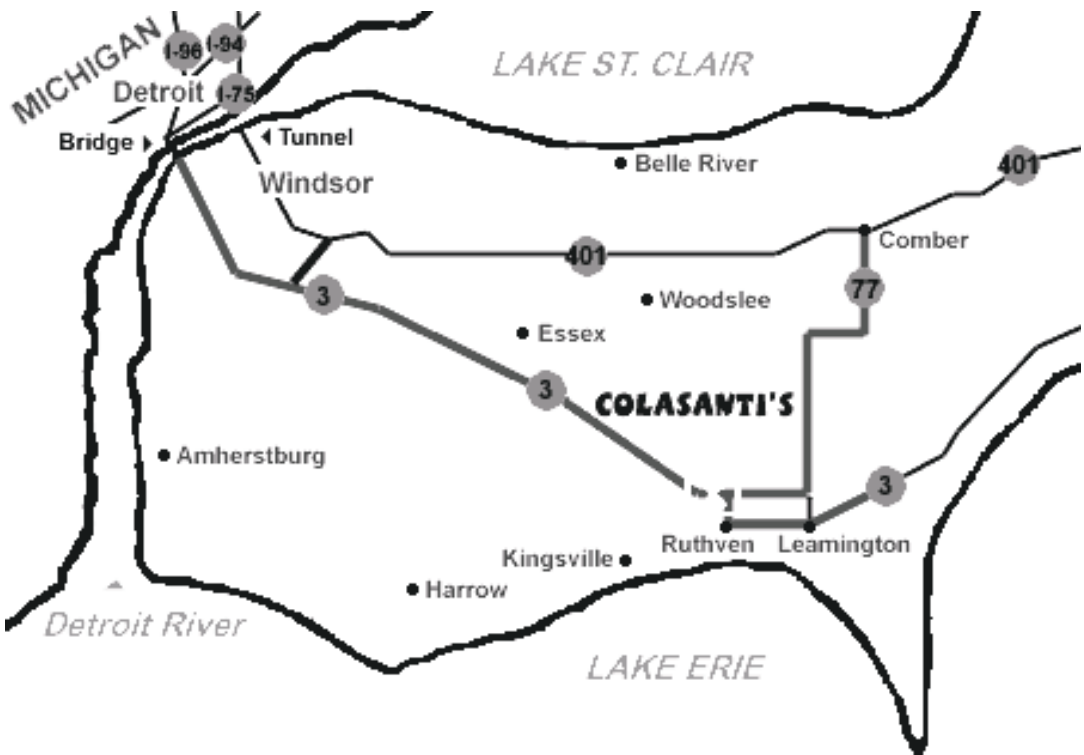 MICHIGAN
I-96
I-94
LAKE ST. CLAIR
Detroit
I-75
Bridge
Tunnel
Belle River
401
Windsor
Comber
401
77
3
Woodslee
Essex
3
COLASANTI'S
Amherstburg
3
Ruthven
Leamington
Kingsville
Harrow
Detroit River
LAKE ERIE